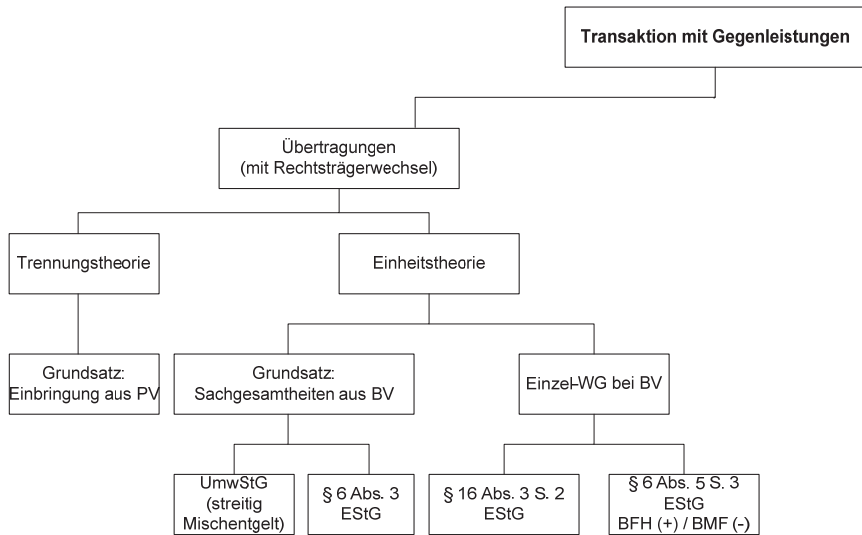 Transaktion mit Gegenleistungen
Übertragungen
(mit Rechtsträgerwechsel)
Trennungstheorie
Einheitstheorie
Grundsatz:
Einbringung aus PV
Grundsatz:
Sachgesamtheiten aus BV
Einzel-WG bei BV
UmwStG
(streitig
Mischentgelt)
§ 6 Abs. 3
EStG
§ 16 Abs. 3 S. 2
EStG
§ 6 Abs. 5 S. 3
EStG
BFH (+) / BMF (-)